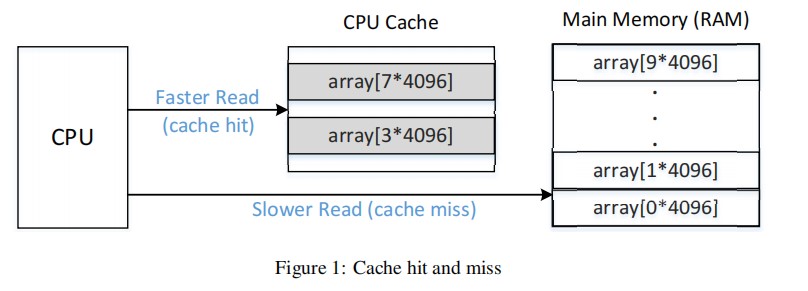 CPU Cache
Main Memory (RAM)
CPU
Faster Read
(cache hit)
array[7*4096]
array[3*4096]
Slower Read (cache miss)
array[9*4096]
.
.
.
array[1*4096]
array[0*4096]
Figure 1: Cache hit and miss